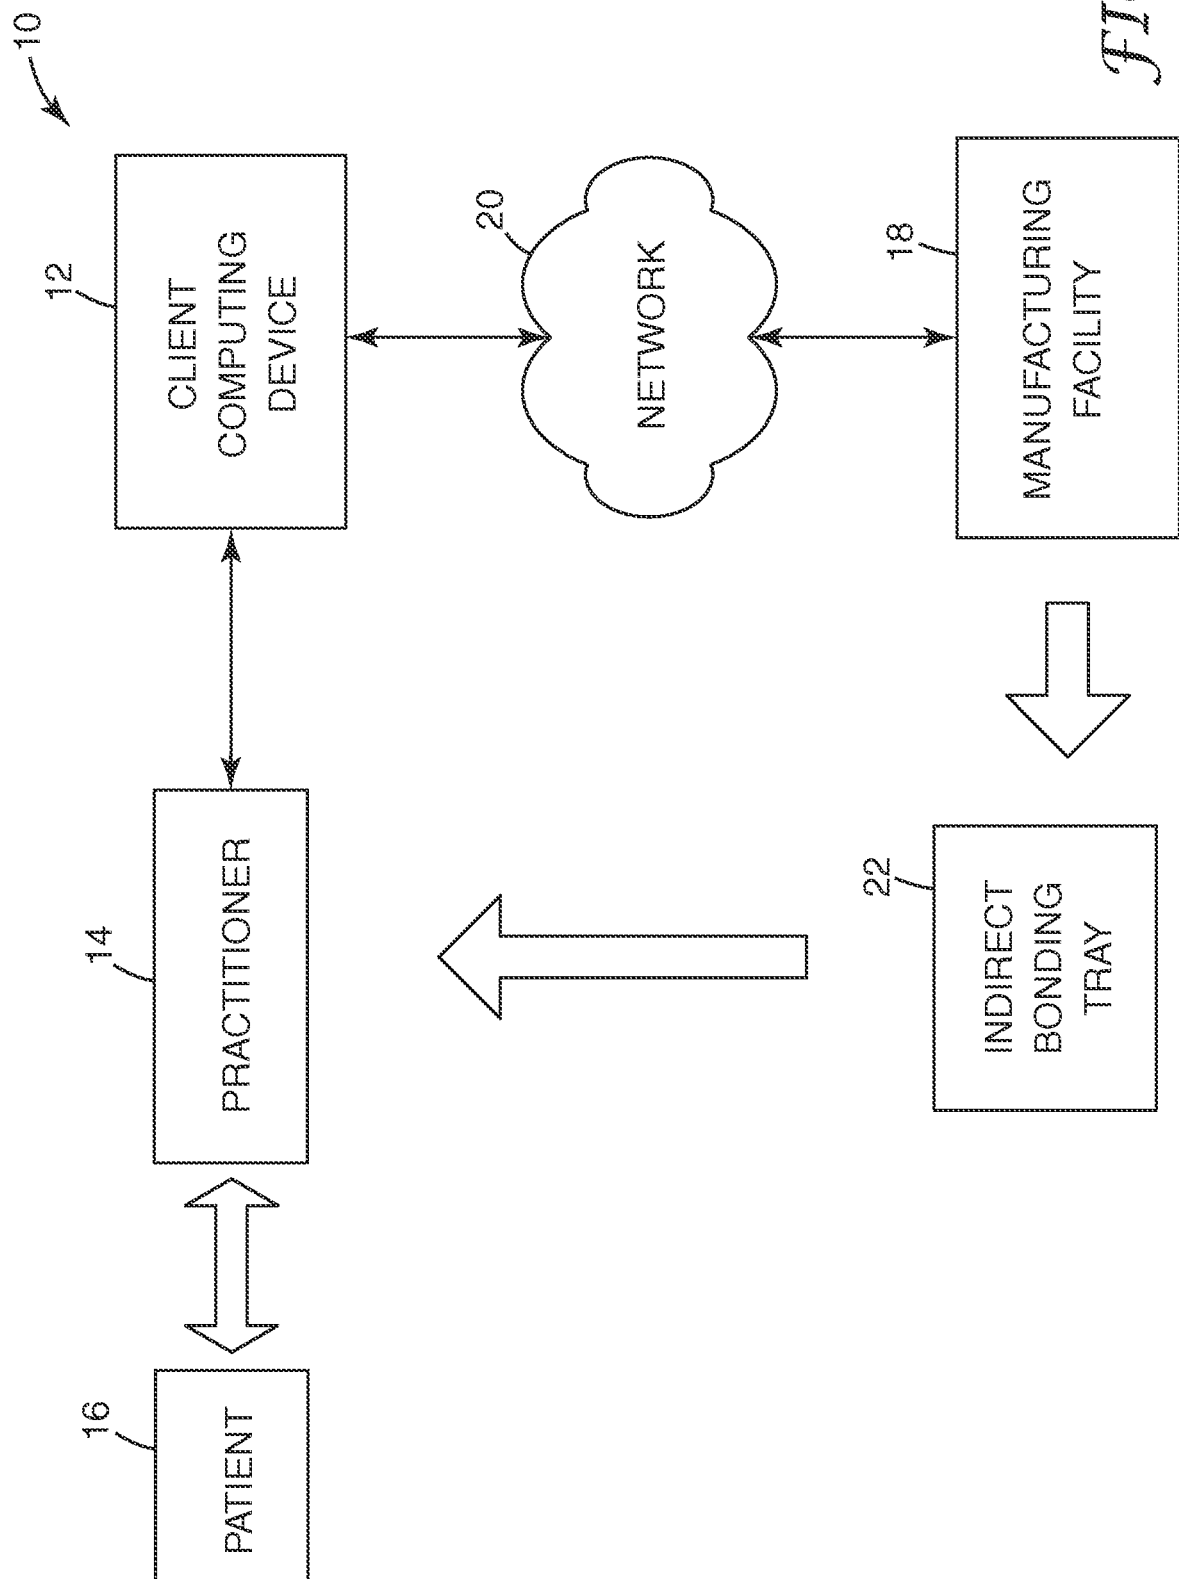 10
16
PATIENT
14
PRACTITIONER
12
CLIENT
COMPUTING
DEVICE
20
NETWORK
22
INDIRECT
BONDING
TRAY
18
MANUFACTURING
FACILITY